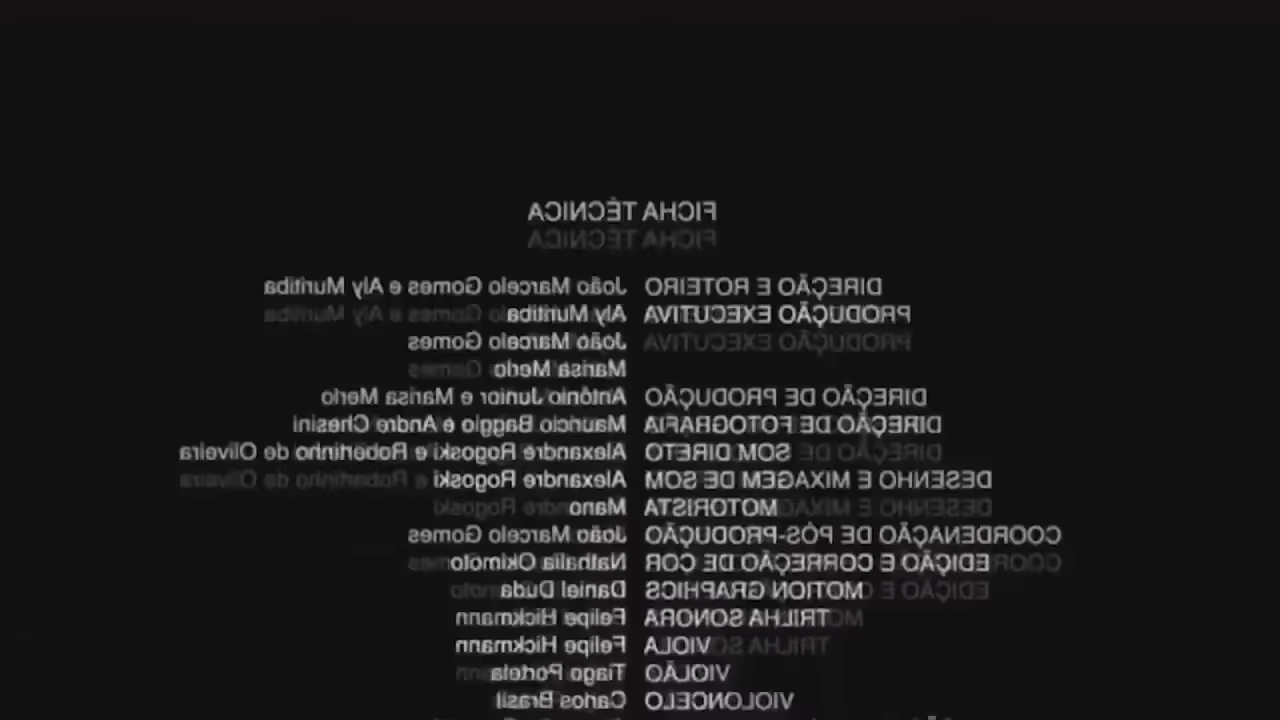 FICHA TÉCNICA
DIREÇÃO E ROTEIRO João Marcelo Gomes e Aly Muritiba
PRODUÇÃO EXECUTIVA Aly Muritiba
João Marcelo Gomes
Marisa Merlo
DIREÇÃO DE PRODUÇÃO Antônio Junior e Marisa Merlo
DIREÇÃO DE FOTOGRAFIA Mauricio Baggio e Andre Chesini
SOM DIRETO Alexandre Rogoski e Robertinho de Oliveira
DESENHO E MIXAGEM DE SOM Alexandre Rogoski
MOTORISTA Mano
COORDENAÇÃO DE PÓS-PRODUÇÃO João Marcelo Gomes
EDIÇÃO E CORREÇÃO DE COR Nathalia Okimoto
MOTION GRAPHICS Daniel Duda
TRILHA SONORA Felipe Hickmann
VIOLA Felipe Hickmann
VIOLÃO Tiago Portela
VIOLONCELO Carlos Brasil